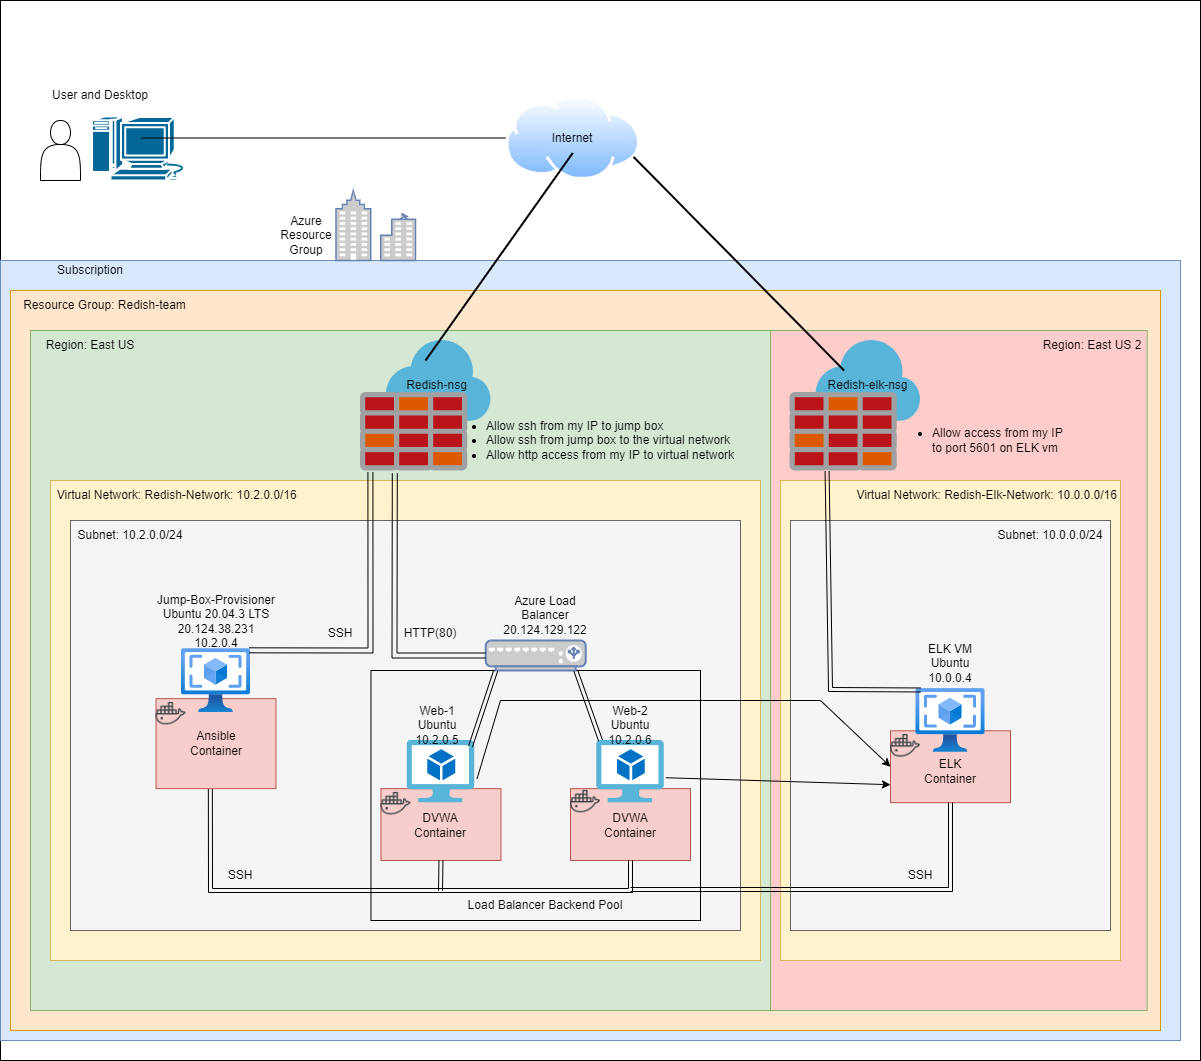 User and Desktop
Internet
Azure
Resource
Group
Subscription
Resource Group: Redish-team
Region: East US
Region: East US 2
Redish-nsg
Redish-elk-nsg
Allow ssh from my IP to jump box
Allow ssh from jump box to the virtual network
Allow http access from my IP to virtual network
Allow access from my IP
to port 5601 on ELK vm
Virtual Network: Redish-Network: 10.2.0.0/16
Virtual Network: Redish-Elk-Network: 10.0.0.0/16
Subnet: 10.2.0.0/24
Subnet: 10.0.0.0/24
Jump-Box-Provisioner
Ubuntu 20.04.3 LTS
20.124.38.231
10.2.0.4
SSH
HTTP(80)
Azure Load
Balancer
20.124.129.122
ELK VM
Ubuntu
10.0.0.4
Web-1
Ubuntu
10.2.0.5
Web-2
Ubuntu
10.2.0.6
Ansible
Container
DVWA
Container
DVWA
Container
ELK
Container
SSH
SSH
Load Balancer Backend Pool